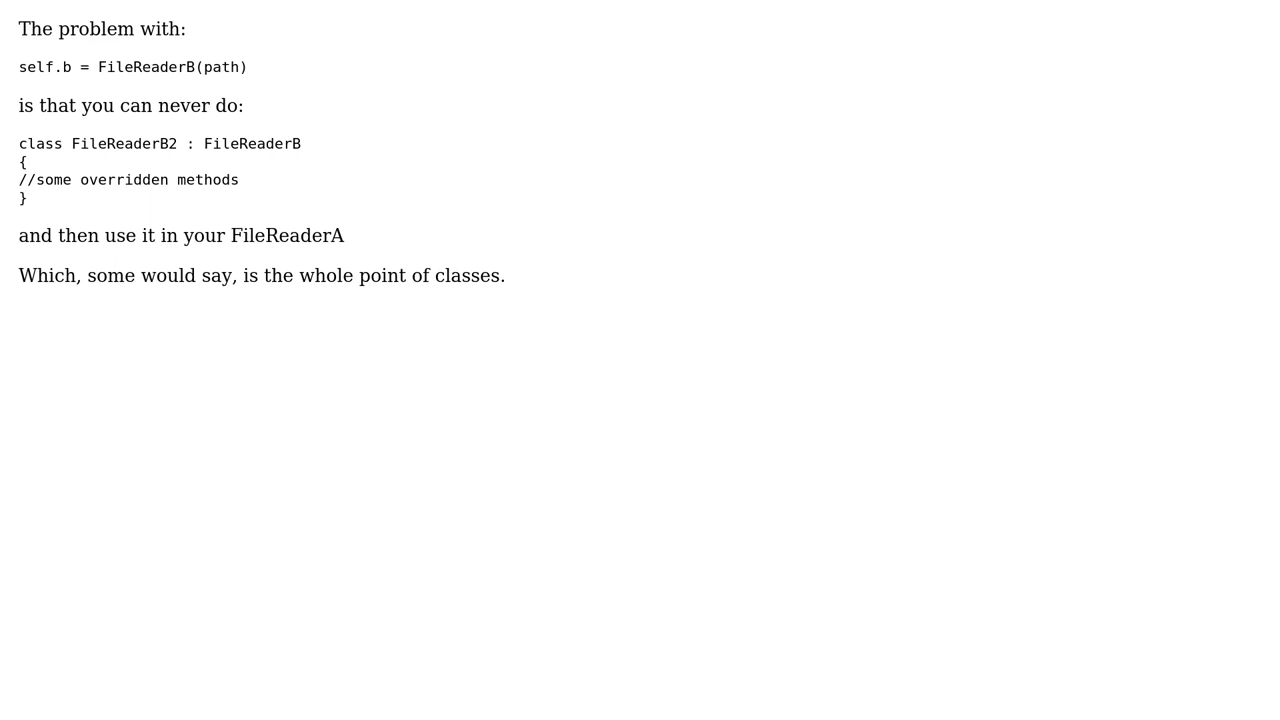 The problem with:
self.b = FileReaderB(path)
is that you can never do:
class FileReaderB2 : FileReaderB
{
//some overridden methods
}
and then use it in your FileReaderA
Which, some would say, is the whole point of classes.